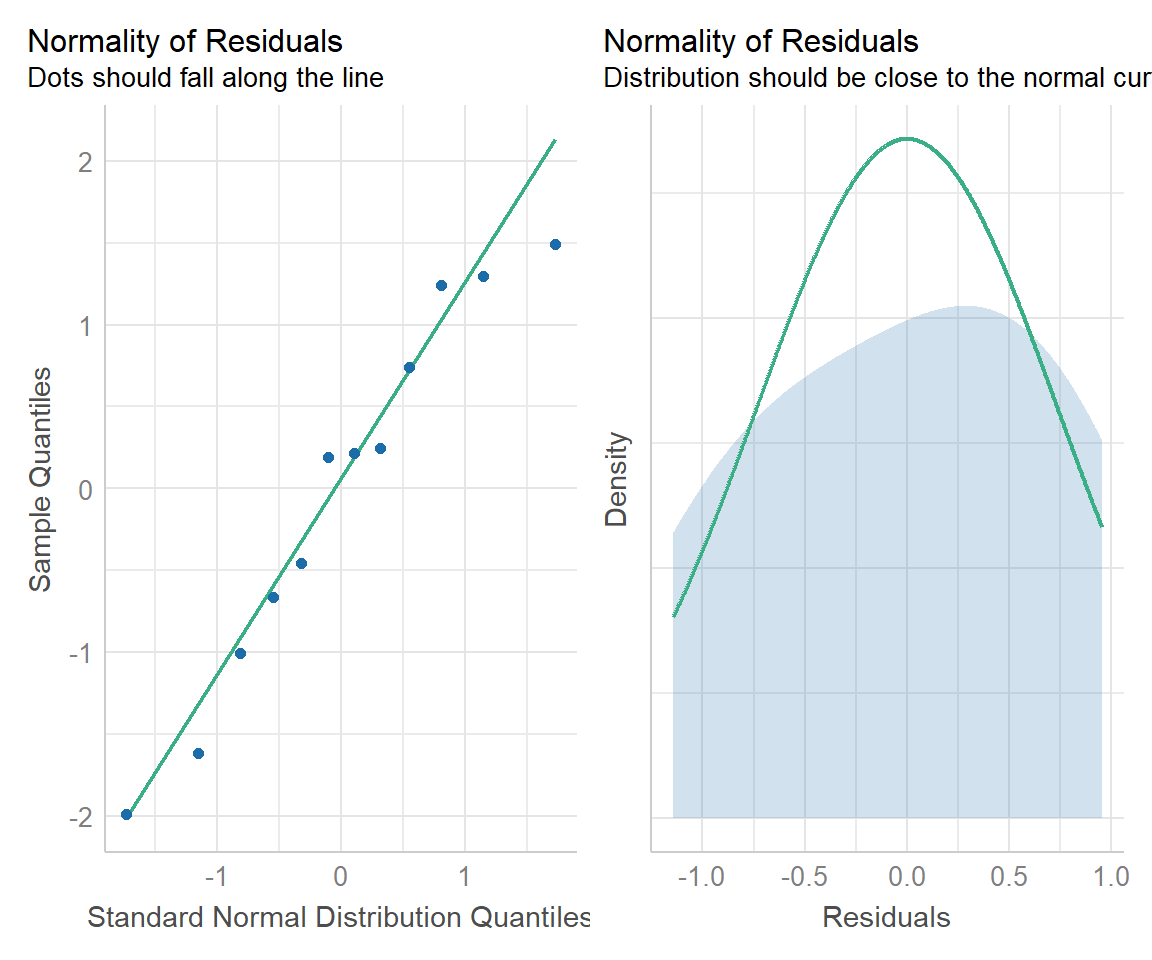 Normality of Residuals
Dots should fall along the line
2
1
0
-1
-2
Sample Quantiles
-1 0 1
Standard Normal Distribution Quantiles
Normality of Residuals
Distribution should be close to the normal cur
Density
-1.0 -0.5 0.0 0.5 1.0
Residuals